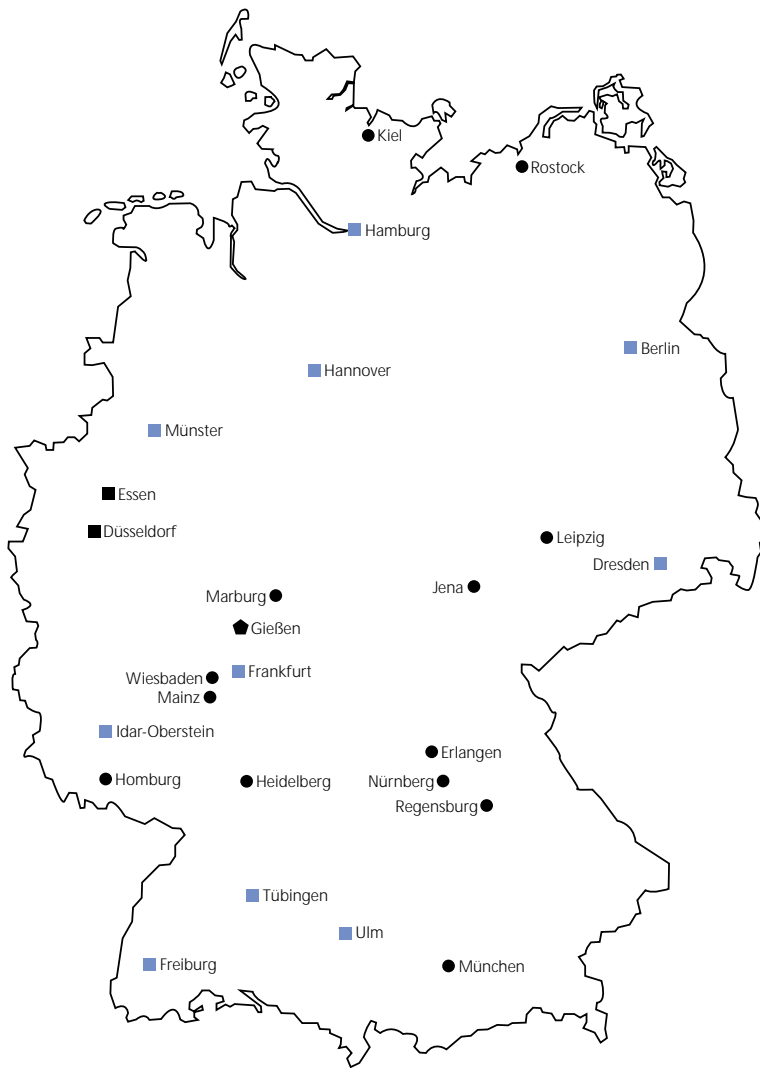 Kiel
Rostock
Hamburg
Berlin
Hannover
Münster
Essen
Düsseldorf
Leipzig
Dresden
Jena
Marburg
Gießen
Frankfurt
Wiesbaden
Mainz
Idar-Oberstein
Erlangen
Homburg
Heidelberg
Nürnberg
Regensburg
Tübingen
Ulm
Freiburg
München